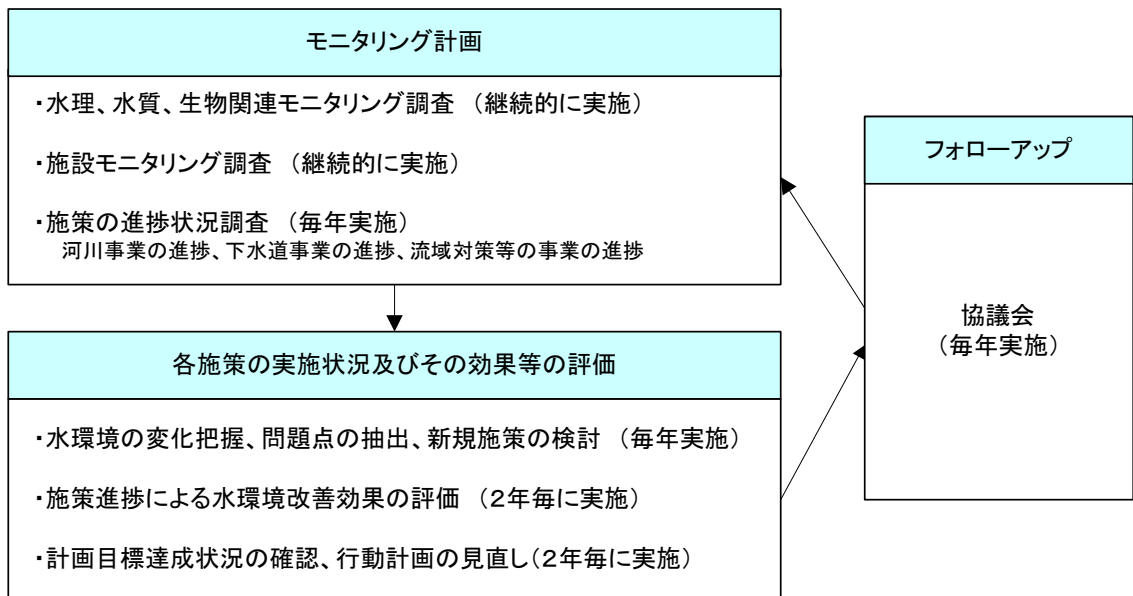 モニタリング計画
・水理、水質、生物関連モニタリング調査 （継続的に実施）
・施設モニタリング調査 （継続的に実施）
・施策の進捗状況調査 （毎年実施）
河川事業の進捗、下水道事業の進捗、流域対策等の事業の進捗
各施策の実施状況及びその効果等の評価
・水環境の変化把握、問題点の抽出、新規施策の検討 （毎年実施）
・施策進捗による水環境改善効果の評価 （２年毎に実施）
・計画目標達成状況の確認、行動計画の見直し（２年毎に実施）
フォローアップ
協議会
（毎年実施）